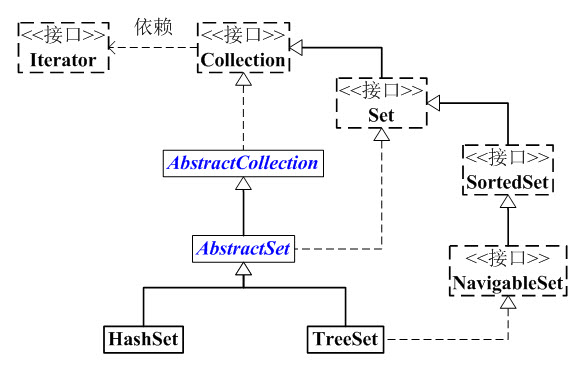 依赖
<<接口>>
Iterator
<<接口>>
Collection
<<接口>>
Set
<<接口>>
SortedSet
AbstractCollection
AbstractSet
<<接口>>
NavigableSet
HashSet
TreeSet